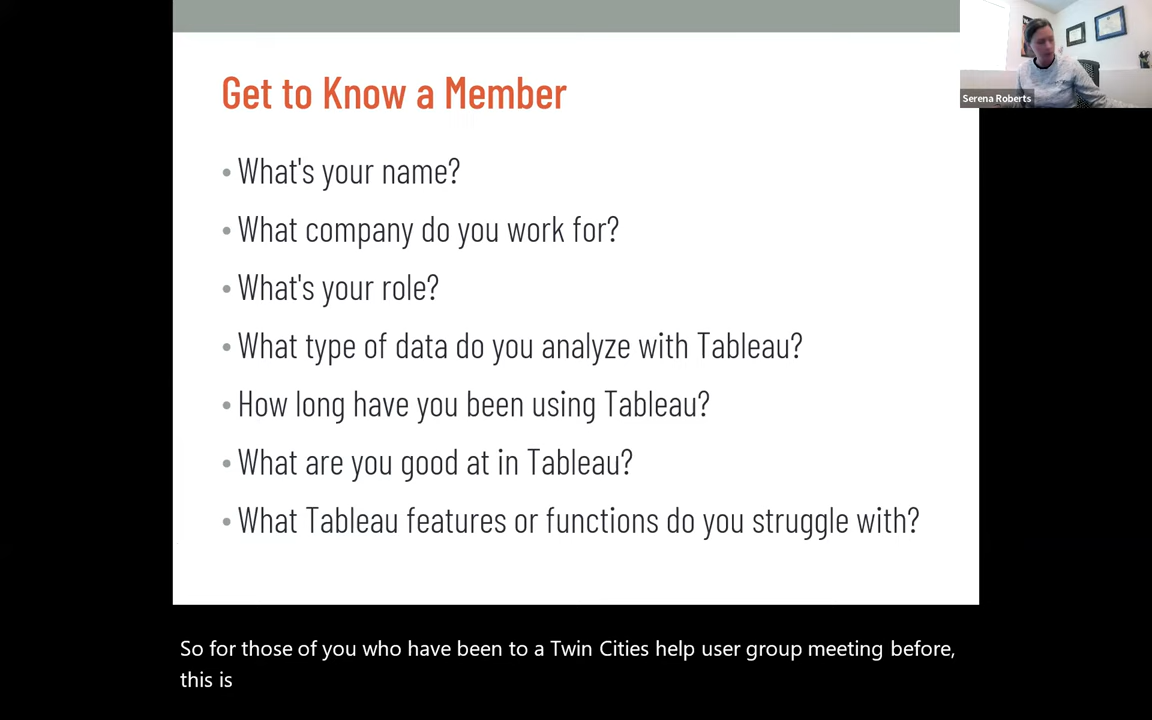 Get to Know a Member
Serena Roberts
• What's your name?
• What company do you work for?
• What's your role?
• What type of data do you analyze with Tableau?
• How long have you been using Tableau?
• What are you good at in Tableau?
• What Tableau features or functions do you struggle with?
So for those of you who have been to a Twin Cities help user group meeting before,
this is